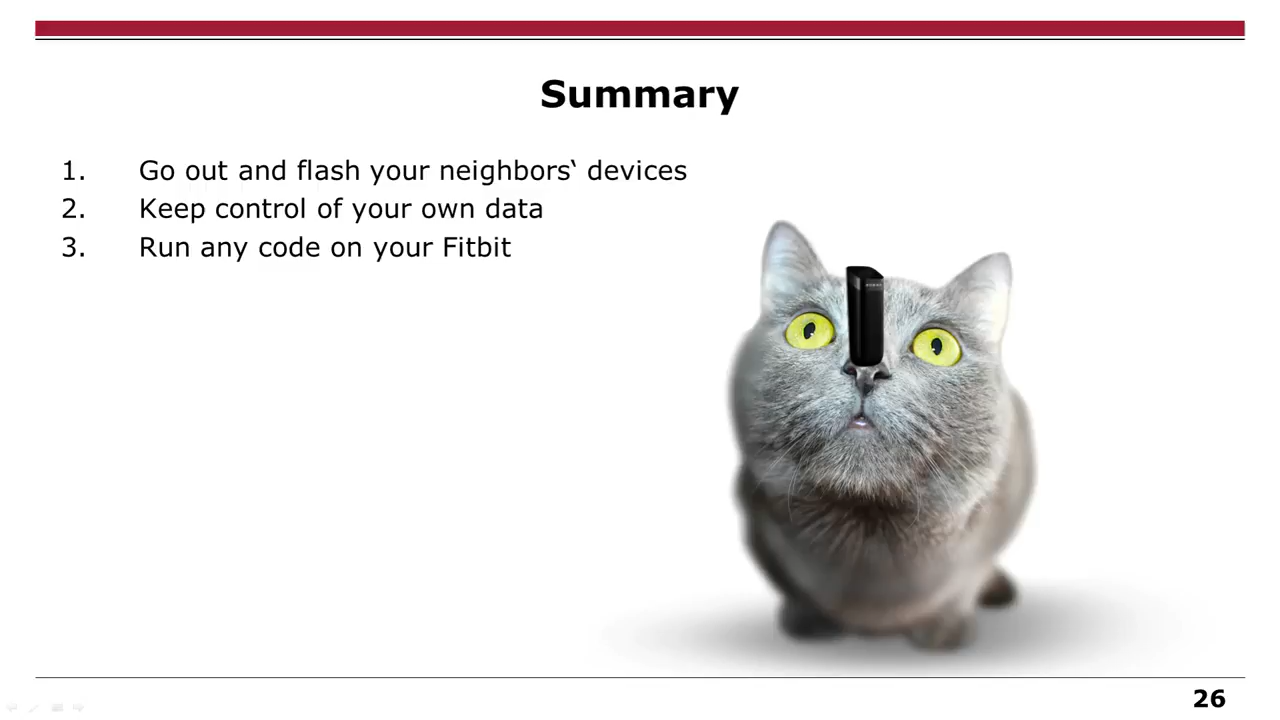 Summary
1. Go out and flash your neighbors‘ devices
2. Keep control of your own data
3. Run any code on your Fitbit
26